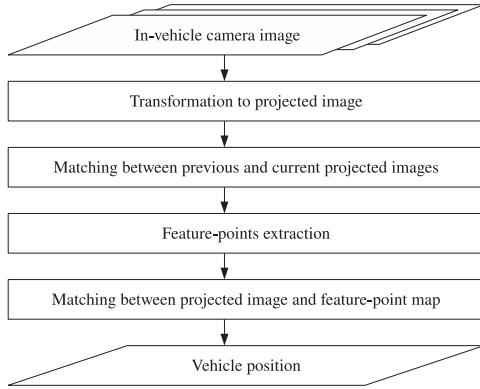 In-vehicle camera image
Transformation to projected image
Matching between previous and current projected images
Feature-points extraction
Matching between projected image and feature-point map
Vehicle position